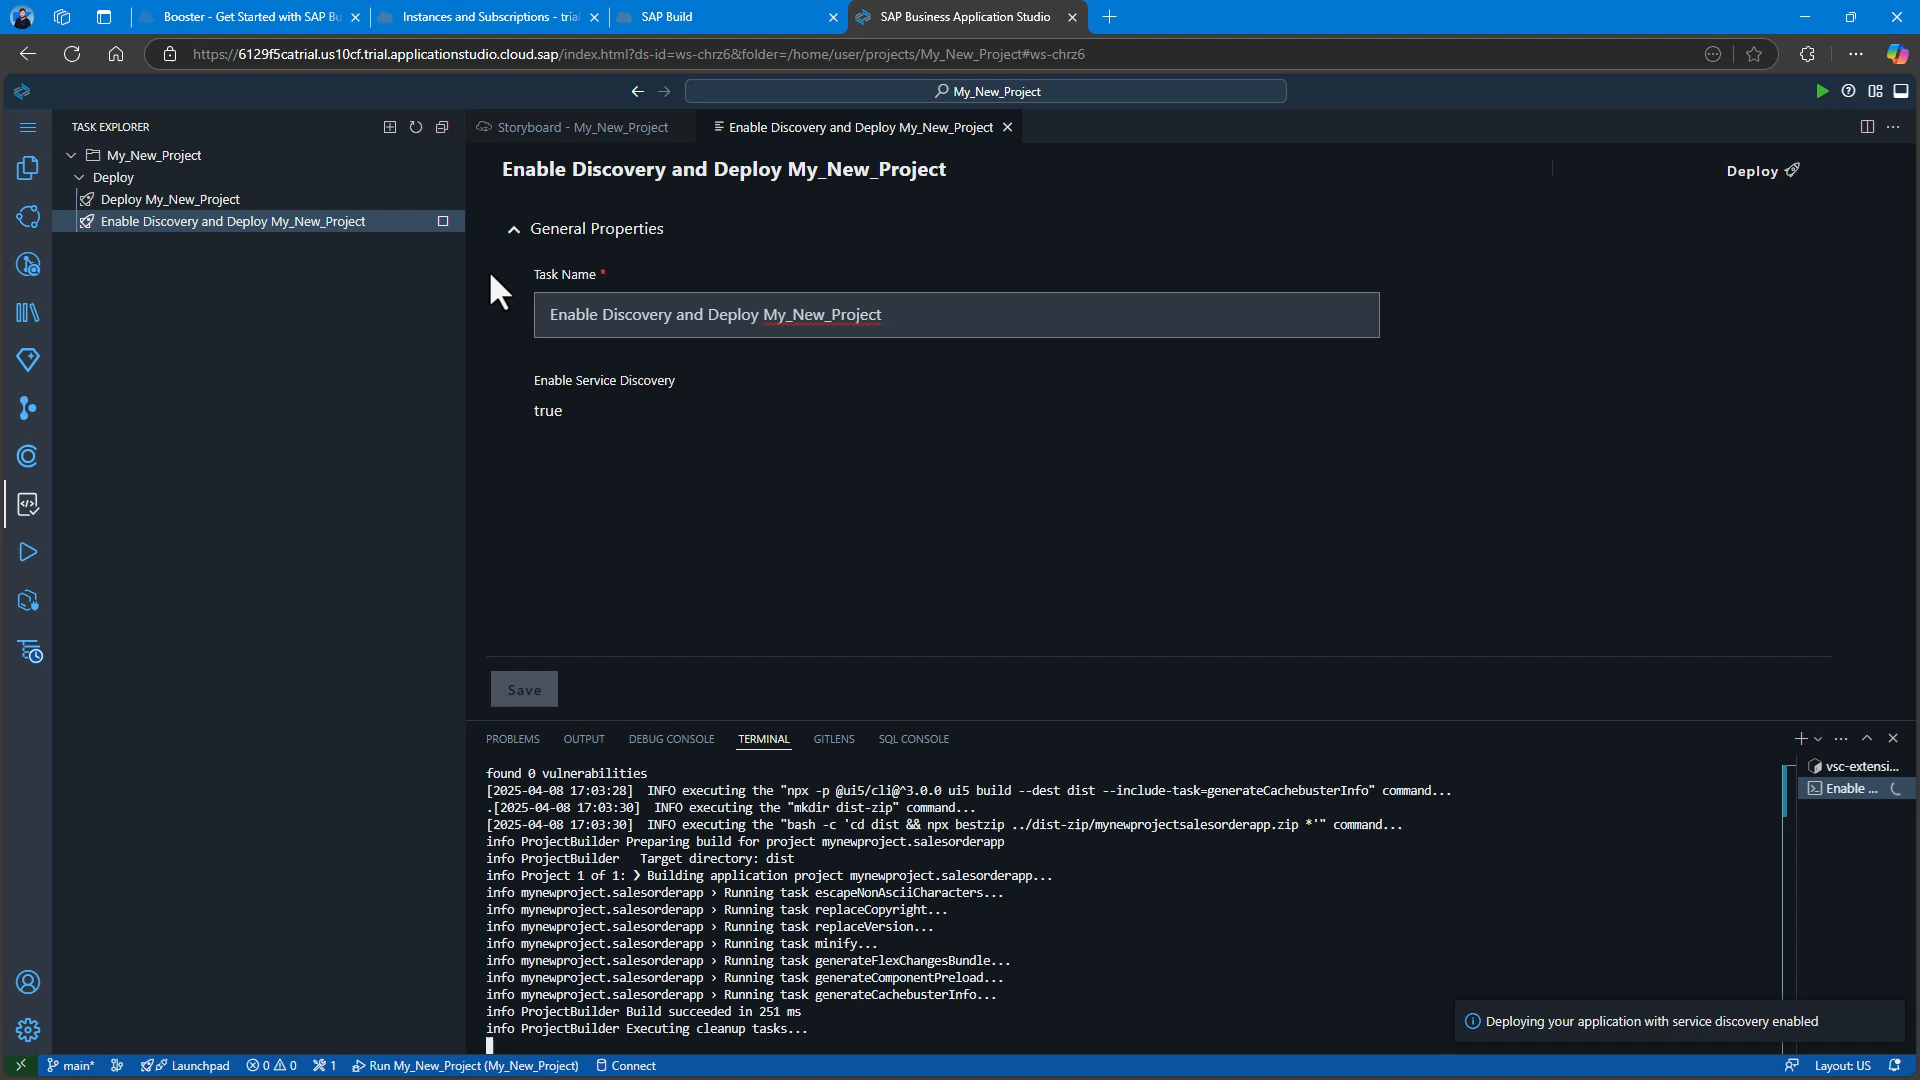 Booster - Get Started with SAP Bu
Instances and Subscriptions - trial
SAP Build
SAP Business Application Studio
https://6129f5catrial.us10cf.trial.applicationstudio.cloud.sap/index.html?ds-id=ws-chrz6&folder=/home/user/projects/My_New_Project#ws-chrz6
My_New_Project
TASK EXPLORER
My_New_Project
Deploy
Deploy My_New_Project
Enable Discovery and Deploy My_New_Project
Storyboard - My_New_Project
Enable Discovery and Deploy My_New_Project
Enable Discovery and Deploy My_New_Project
Deploy
General Properties
Task Name *
Enable Discovery and Deploy My_New_Project
Enable Service Discovery
true
Save
PROBLEMS
OUTPUT
DEBUG CONSOLE
TERMINAL
GITLENS
SQL CONSOLE
vsc-extensi...
Enable ...
found 0 vulnerabilities
[2025-04-08 17:03:28]  INFO executing the "npx -p @ui5/cli@^3.0.0 ui5 build --dest dist --include-task=generateCachebusterInfo" command...
.[2025-04-08 17:03:30]  INFO executing the "mkdir dist-zip" command...
[2025-04-08 17:03:30]  INFO executing the "bash -c 'cd dist && npx bestzip ../dist-zip/mynewprojectsalesorderapp.zip *'" command...
info ProjectBuilder Preparing build for project mynewproject.salesorderapp
info ProjectBuilder   Target directory: dist
info Project 1 of 1: ❯ Building application project mynewproject.salesorderapp...
info mynewproject.salesorderapp › Running task escapeNonAsciiCharacters...
info mynewproject.salesorderapp › Running task replaceCopyright...
info mynewproject.salesorderapp › Running task replaceVersion...
info mynewproject.salesorderapp › Running task minify...
info mynewproject.salesorderapp › Running task generateFlexChangesBundle...
info mynewproject.salesorderapp › Running task generateComponentPreload...
info mynewproject.salesorderapp › Running task generateCachebusterInfo...
info ProjectBuilder Build succeeded in 251 ms
info ProjectBuilder Executing cleanup tasks...
Deploying your application with service discovery enabled
main*
Launchpad
0
0
1
Run My_New_Project (My_New_Project)
Connect
Layout: US